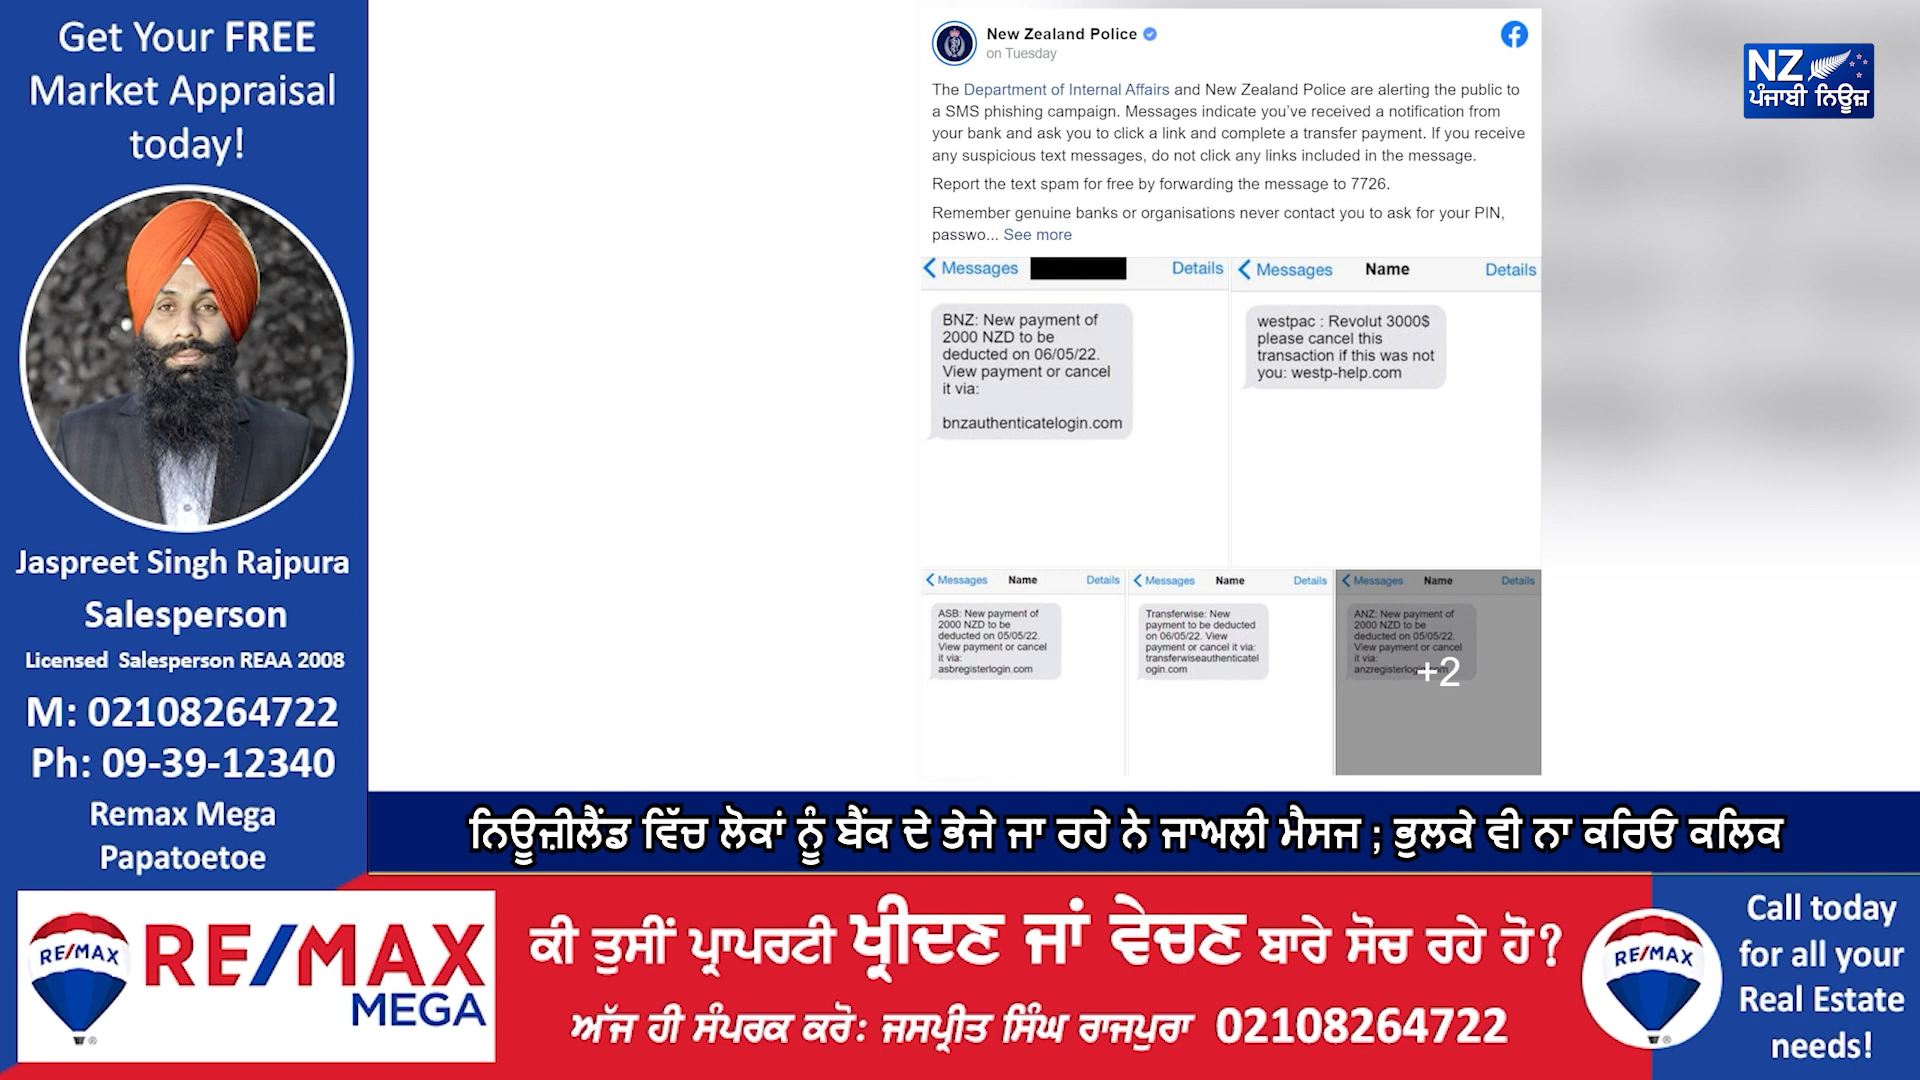 Get Your FREE
Market Appraisal
today!
Jaspreet Singh Rajpura
Salesperson
Licensed Salesperson REAA 2008
M: 02108264722
Ph: 09-39-12340
Remax Mega
Papatoetoe
New Zealand Police
on Tuesday
The Department of Internal Affairs and New Zealand Police are alerting the public to
a SMS phishing campaign. Messages indicate you've received a notification from
your bank and ask you to click a link and complete a transfer payment. If you receive
any suspicious text messages, do not click any links included in the message.
Report the text spam for free by forwarding the message to 7726.
Remember genuine banks or organisations never contact you to ask for your PIN,
passwo... See more
Messages Details
BNZ: New payment of
2000 NZD to be
deducted on 06/05/22.
View payment or cancel
it via:
bnzauthenticatelogin.com
Messages Name Details
westpac : Revolut 3000$
please cancel this
transaction if this was not
you: westp-help.com
Messages Name Details
ASB: New payment of
2000 NZD to be
deducted on 05/05/22.
View payment or cancel
it via:
asbregisterlogin.com
Messages Name Details
Transferwise: New
payment to be deducted
on 06/05/22. View
payment or cancel it via:
transferwiseauthenticatel
ogin.com
Messages Name Details
ANZ: New payment of
2000 NZD to be
deducted on 05/05/22.
View payment or cancel
it via:
anzregisterlogin.com
+2
NZ
ਪੰਜਾਬੀ ਨਿਊਜ਼
ਨਿਊਜ਼ੀਲੈਂਡ ਵਿੱਚ ਲੋਕਾਂ ਨੂੰ ਬੈਂਕ ਦੇ ਭੇਜੇ ਜਾ ਰਹੇ ਨੇ ਜਾਅਲੀ ਮੈਸਜ ; ਭੁਲਕੇ ਵੀ ਨਾ ਕਰਿਓ ਕਲਿਕ
RE/MAX
RE/MAX
MEGA
ਕੀ ਤੁਸੀਂ ਪ੍ਰਾਪਰਟੀ ਖ੍ਰੀਦਣ ਜਾਂ ਵੇਚਣ ਬਾਰੇ ਸੋਚ ਰਹੇ ਹੋ?
ਅੱਜ ਹੀ ਸੰਪਰਕ ਕਰੋ: ਜਸਪ੍ਰੀਤ ਸਿੰਘ ਰਾਜਪੁਰਾ 02108264722
RE/MAX
Call today
for all your
Real Estate
needs!